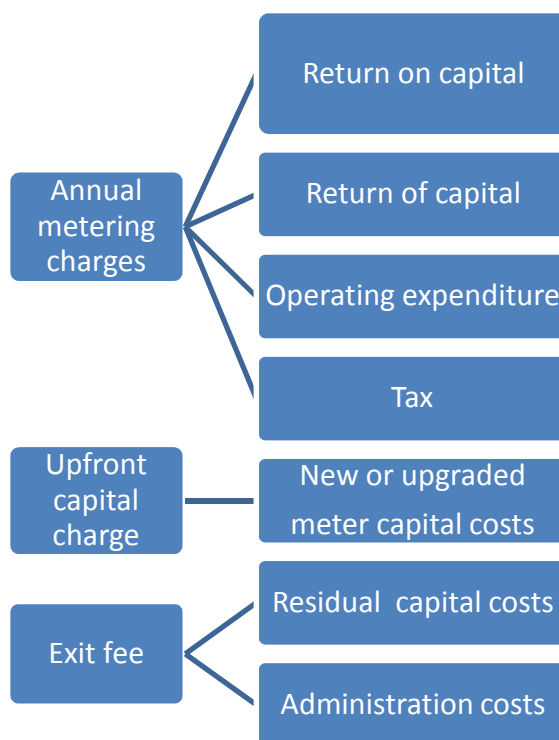 Annual
metering
charges
Return on capital
Return of capital
Operating expenditure
Tax
Upfront
capital
charge
New or upgraded
meter capital costs
Exit fee
Residual capital costs
Administration costs